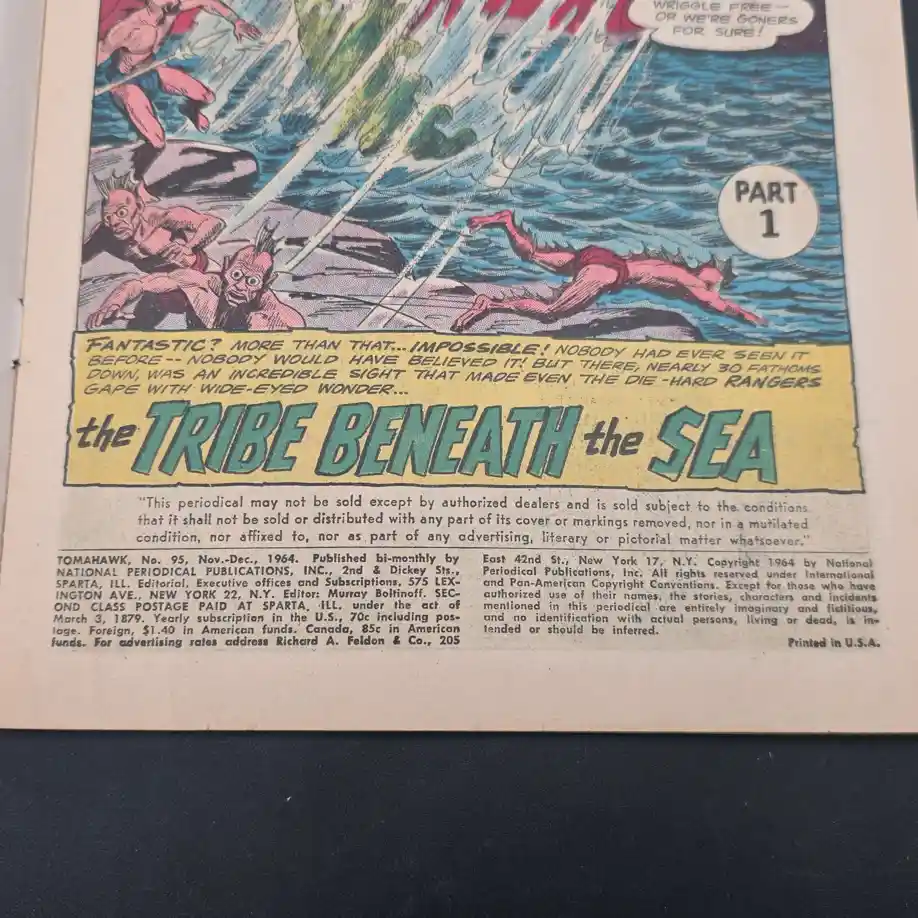 WRIGGLE FREE--
OR WE'RE GONERS
FOR SURE!
PART
1
FANTASTIC? MORE THAN THAT... IMPOSSIBLE! NOBODY HAD EVER SEEN IT
BEFORE-- NOBODY WOULD HAVE BELIEVED IT! BUT THERE, NEARLY 30 FATHOMS
DOWN, WAS AN INCREDIBLE SIGHT THAT MADE EVEN THE DIE-HARD RANGERS
GAPE WITH WIDE-EYED WONDER...
the TRIBE BENEATH the SEA
"This periodical may not be sold except by authorized dealers and is sold subject to the conditions
that it shall not be sold or distributed with any part of its cover or markings removed, nor in a mutilated
condition, nor affixed to, nor as part of any advertising, literary or pictorial matter whatsoever."
TOMAHAWK, No. 95, Nov.-Dec., 1964. Published bi-monthly by
NATIONAL PERIODICAL PUBLICATIONS, INC., 2nd & Dickey Sts.,
SPARTA, ILL. Editorial, Executive offices and Subscriptions, 575 LEX-
INGTON AVE., NEW YORK 22, N.Y. Editor: Murray Boltinoff. SEC-
OND CLASS POSTAGE PAID AT SPARTA, ILL. under the act of
March 3, 1879. Yearly subscription in the U.S., 70c including pos-
tage. Foreign, $1.40 in American funds. Canada, 85c in American
funds. For advertising rates address Richard A. Feldon & Co., 205
East 42nd St., New York 17, N.Y. Copyright 1964 by National
Periodical Publications, Inc. All rights reserved under International
and Pan-American Copyright Conventions. Except for those who have
authorized use of their names, the stories, characters and incidents
mentioned in this periodical are entirely imaginary and fictitious,
and no identification with actual persons, living or dead, is in-
tended or should be inferred.
Printed in U.S.A.